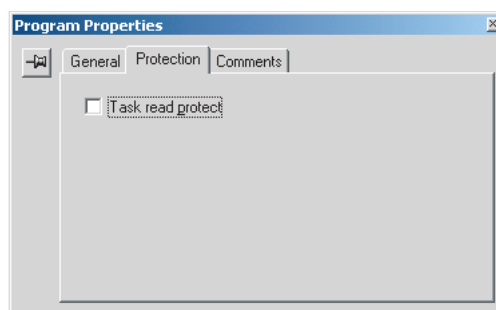 Program Properties
General Protection Comments
Task read protect